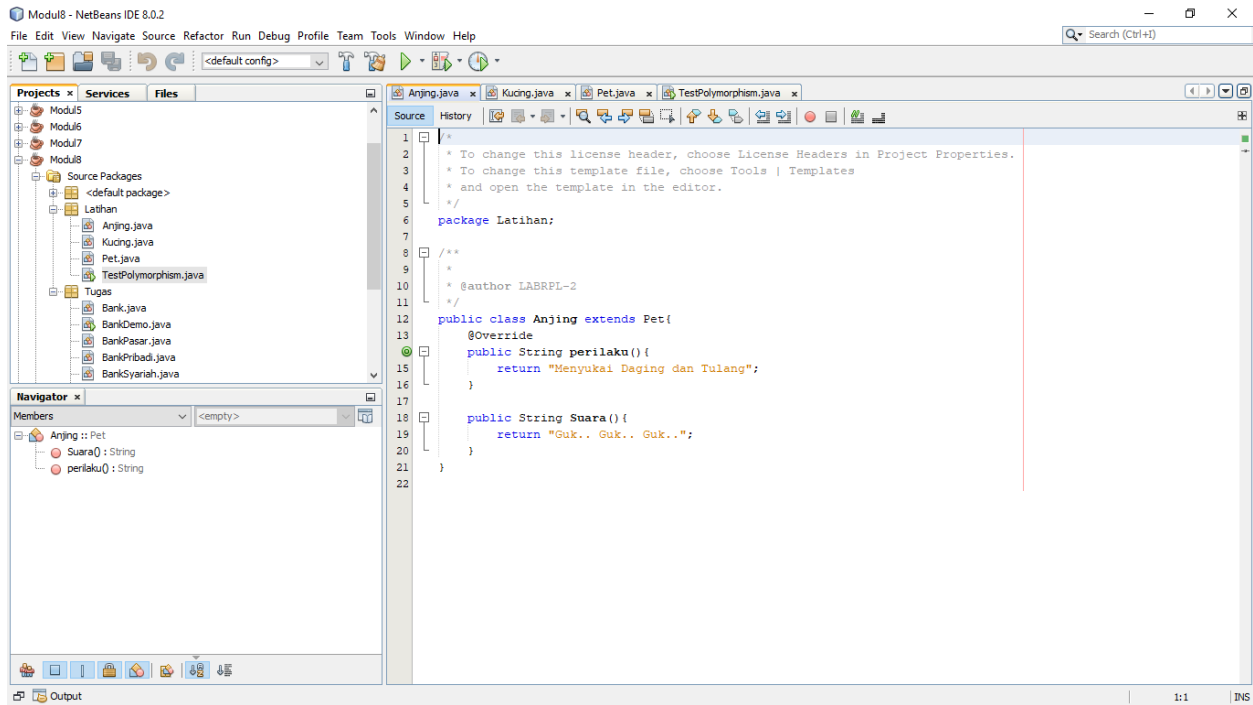 Modul8 - NetBeans IDE 8.0.2
File Edit View Navigate Source Refactor Run Debug Profile Team Tools Window Help
Search (Ctrl+I)
<default config>
Projects Services Files
Modul5
Modul6
Modul7
Modul8
Source Packages
<default package>
Latihan
Anjing.java
Kucing.java
Pet.java
TestPolymorphism.java
Tugas
Bank.java
BankDemo.java
BankPasar.java
BankPribadi.java
BankSyariah.java
Navigator
Members <empty>
Anjing :: Pet
Suara() : String
perilaku() : String
Anjing.java Kucing.java Pet.java TestPolymorphism.java
Source History
1 /*
2 * To change this license header, choose License Headers in Project Properties.
3 * To change this template file, choose Tools | Templates
4 * and open the template in the editor.
5 */
6 package Latihan;
7
8 /**
9 *
10 * @author LABRPL-2
11 */
12 public class Anjing extends Pet{
13 @Override
public String perilaku(){
15 return "Menyukai Daging dan Tulang";
16 }
17
18 public String Suara(){
19 return "Guk.. Guk.. Guk..";
20 }
21 }
22
Output
1:1 INS